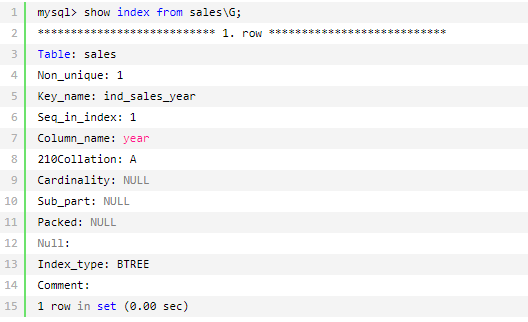 1 mysql> show index from sales\G;
2 *************************** 1. row ***************************
3 Table: sales
4 Non_unique: 1
5 Key_name: ind_sales_year
6 Seq_in_index: 1
7 Column_name: year
8 210Collation: A
9 Cardinality: NULL
10 Sub_part: NULL
11 Packed: NULL
12 Null:
13 Index_type: BTREE
14 Comment:
15 1 row in set (0.00 sec)